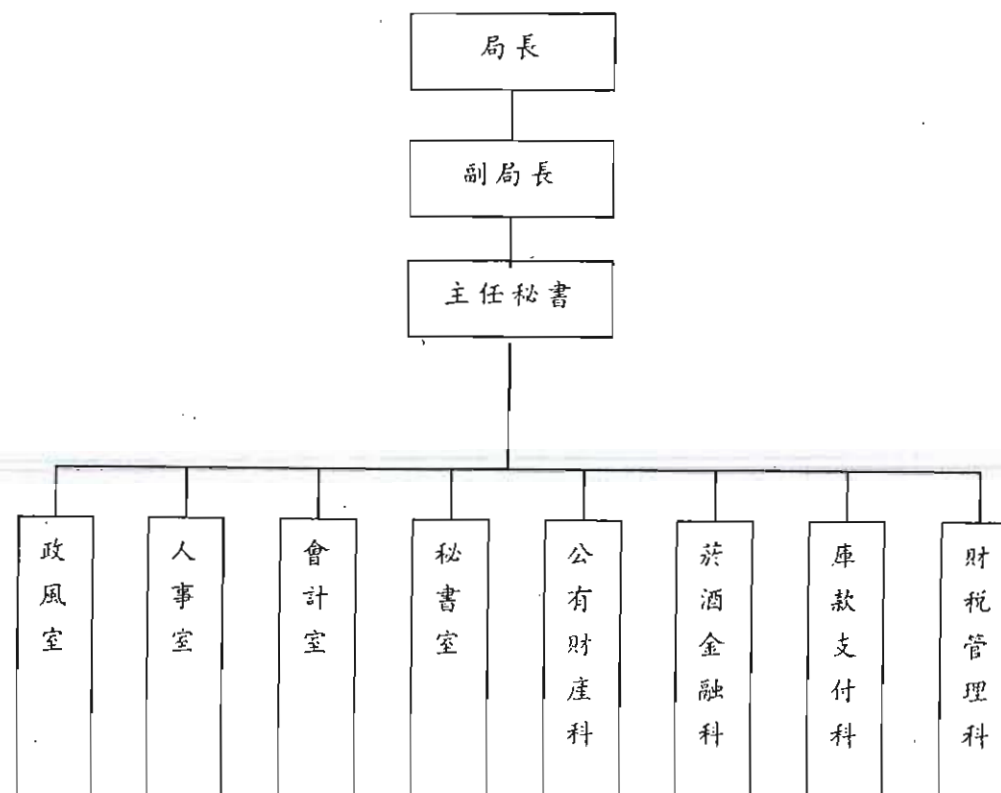 局長
副局長
主任秘書
政風室
人事室
會計室
秘書室
公有財產科
菸酒金融科
庫款支付科
財稅管理科